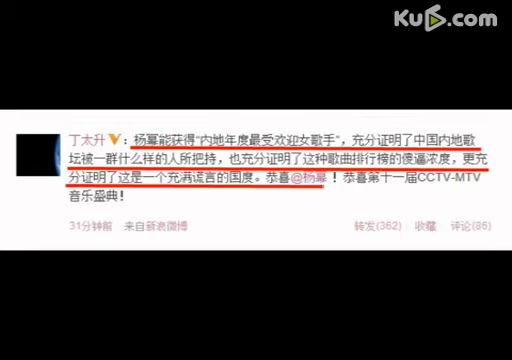 Ku6.com
丁太升V：杨幂能获得“内地年度最受欢迎女歌手”，充分证明了中国内地歌
坛被一群什么样的人所把持，也充分证明了这种歌曲排行榜的傻逼浓度，更充
分证明了这是一个充满谎言的国度。恭喜@杨幂！恭喜第十一届CCTV-MTV
音乐盛典！
31分钟前 来自新浪微博 转发(362) 收藏 评论(86)